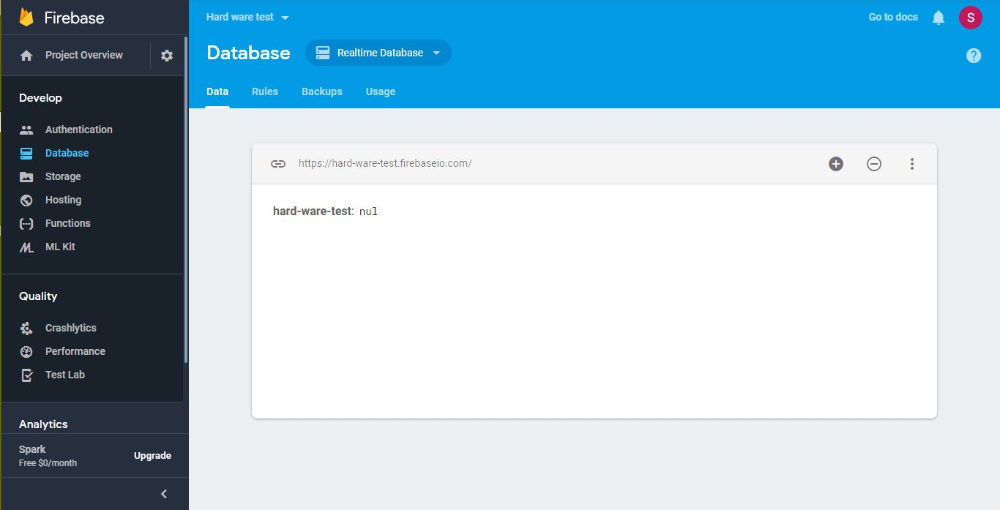 Firebase
Project Overview
Develop
Authentication
Database
Storage
Hosting
Functions
ML Kit
Quality
Crashlytics
Performance
Test Lab
Analytics
Spark
Free $0/month
Upgrade
Hard ware test
Go to docs
S
Database
Realtime Database
?
Data Rules Backups Usage
https://hard-ware-test.firebaseio.com/
hard-ware-test: nul